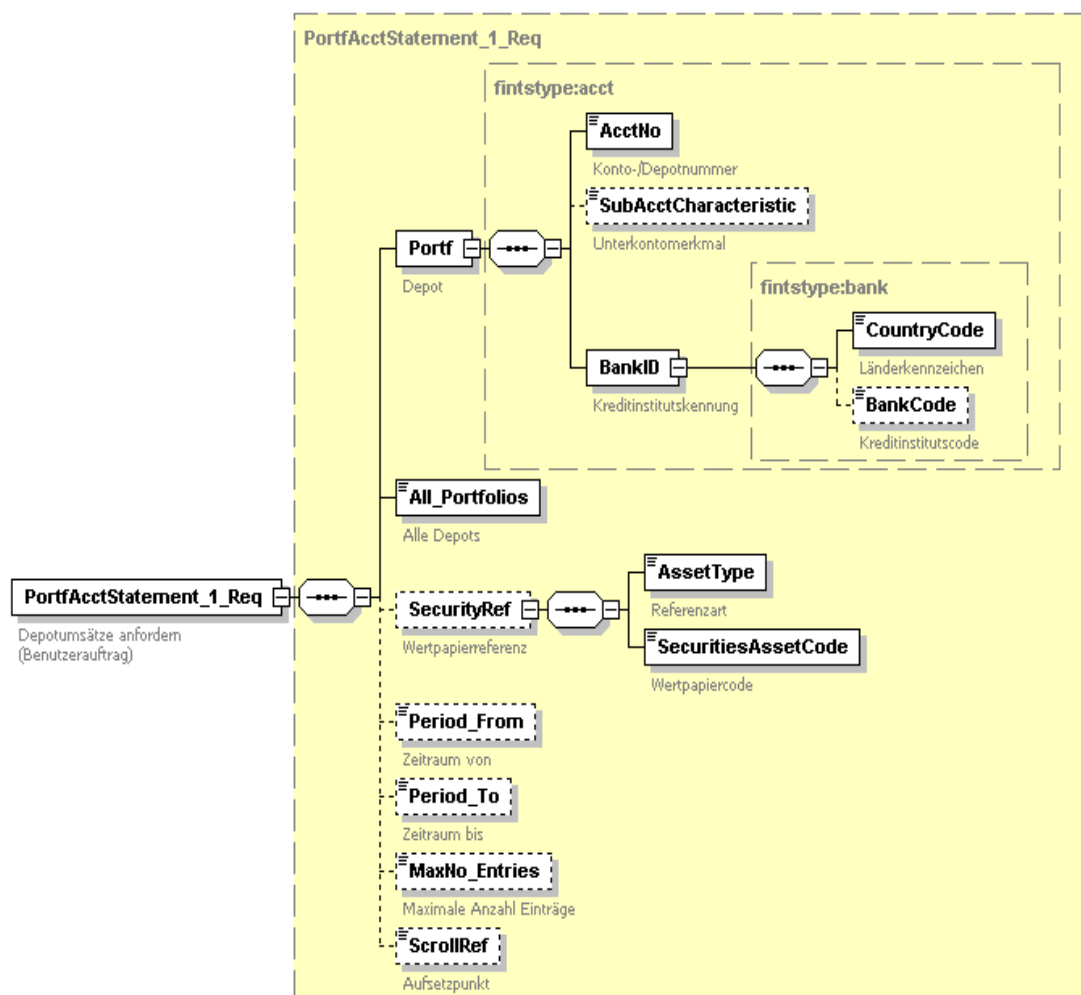 PortfAcctStatement_1_Req
fintstype:acct
AcctNo
Konto-/Depotnummer
SubAcctCharacteristic
Unterkontomerkmal
Portf
Depot
fintstype:bank
CountryCode
Länderkennzeichen
BankID
Kreditinstitutskennung
BankCode
Kreditinstitutscode
All_Portfolios
Alle Depots
PortfAcctStatement_1_Req
Depotumsätze anfordern
(Benutzerauftrag)
SecurityRef
Wertpapierreferenz
AssetType
Referenzart
SecuritiesAssetCode
Wertpapiercode
Period_From
Zeitraum von
Period_To
Zeitraum bis
MaxNo_Entries
Maximale Anzahl Einträge
ScrollRef
Aufsetzpunkt